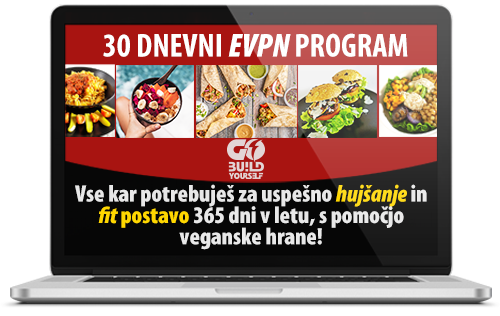 30 DNEVNI EVPN PROGRAM
GO
BUILD
YOURSELF
Vse kar potrebuješ za uspešno hujšanje in
fit postavo 365 dni v letu, s pomočjo
veganske hrane!